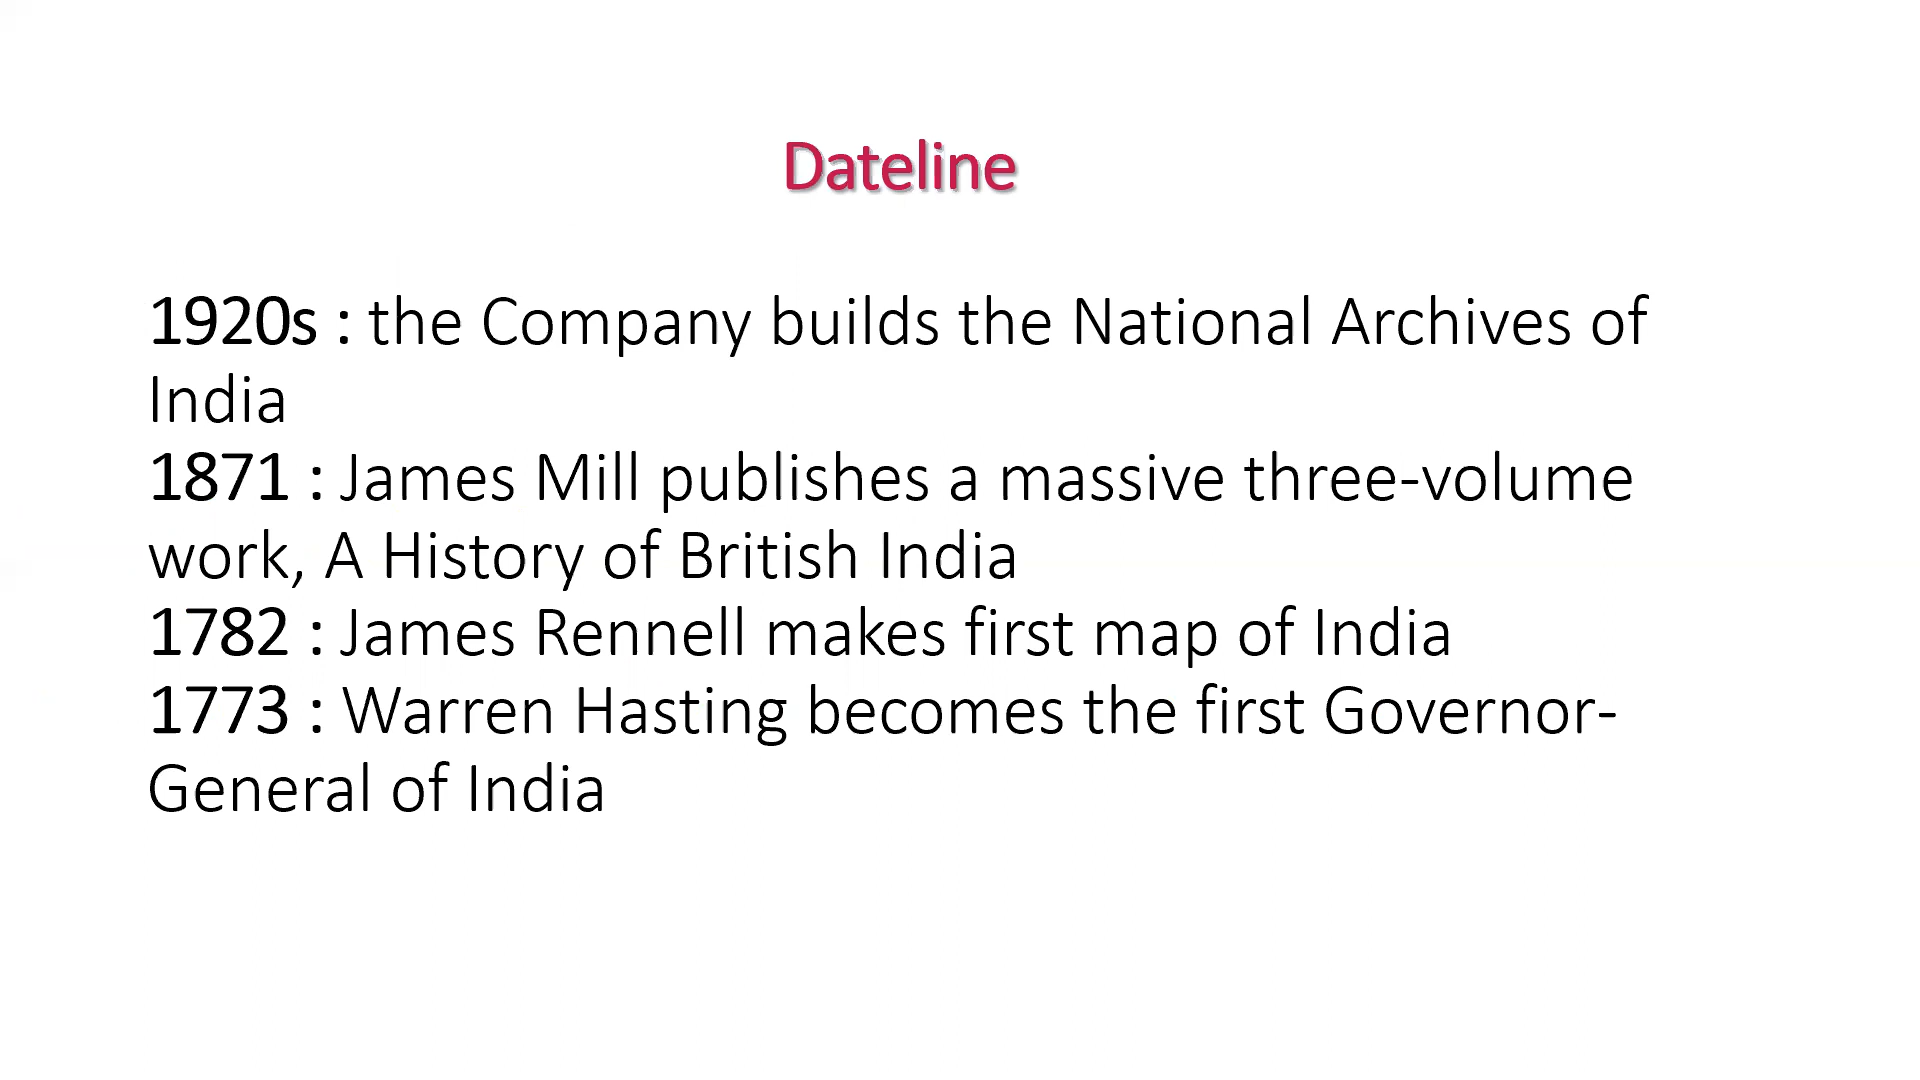 Dateline
1920s : the Company builds the National Archives of
India
1871 : James Mill publishes a massive three-volume
work, A History of British India
1782 : James Rennell makes first map of India
1773 : Warren Hasting becomes the first Governor-
General of India